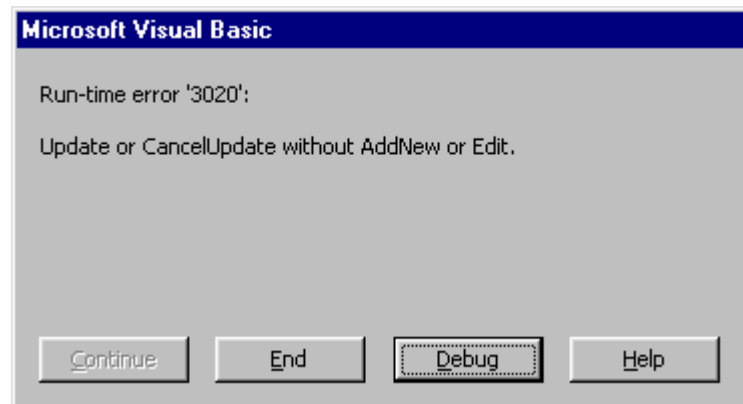 Microsoft Visual Basic
Run-time error '3020':
Update or CancelUpdate without AddNew or Edit.
Continue End Debug Help